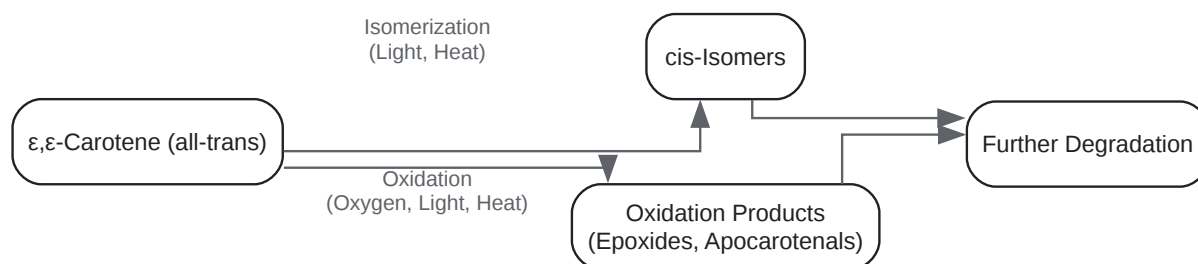 Isomerization
(Light, Heat)
cis-Isomers
ε,ε-Carotene (all-trans)
Further Degradation
Oxidation
(Oxygen, Light, Heat)
Oxidation Products
(Epoxides, Apocarotenals)